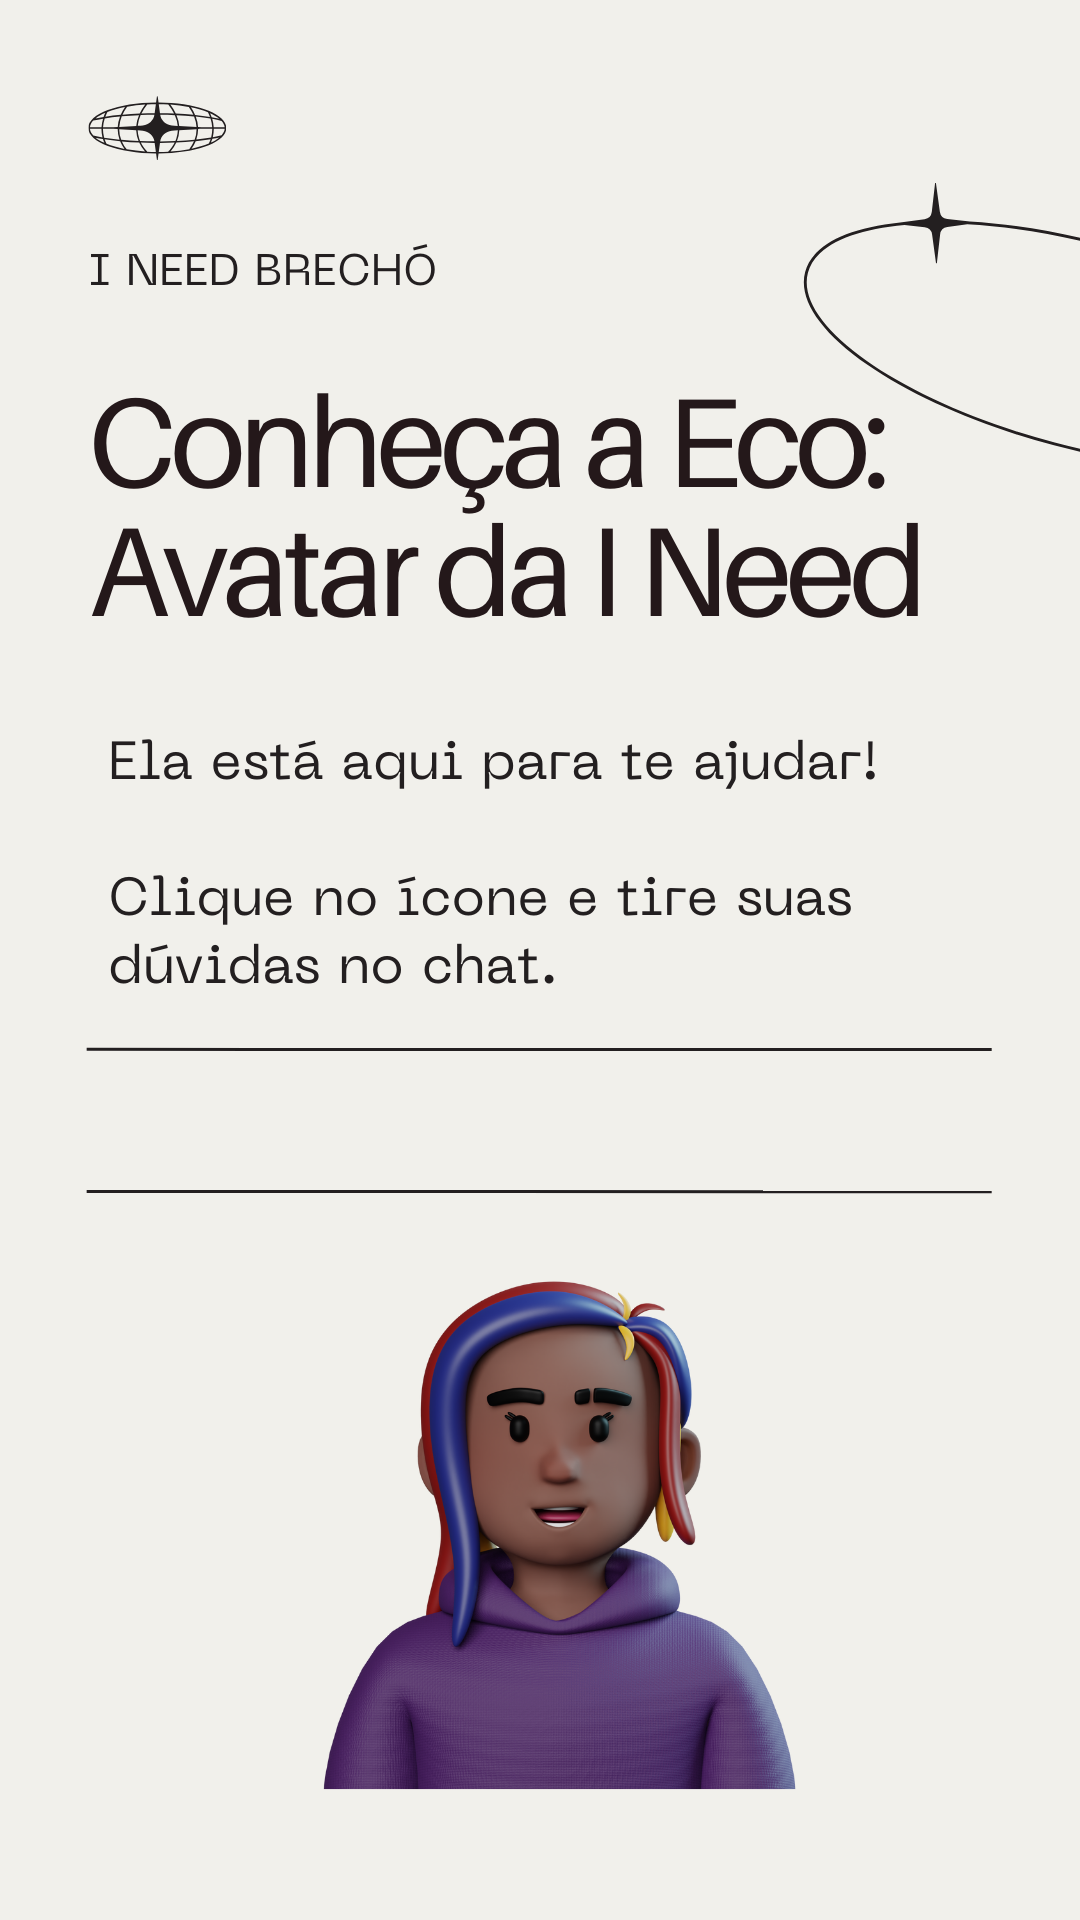 I NEED BRECHÓ
Conheça a Eco:
Avatar da I Need
Ela está aqui para te ajudar!
Clique no ícone e tire suas
dúvidas no chat.